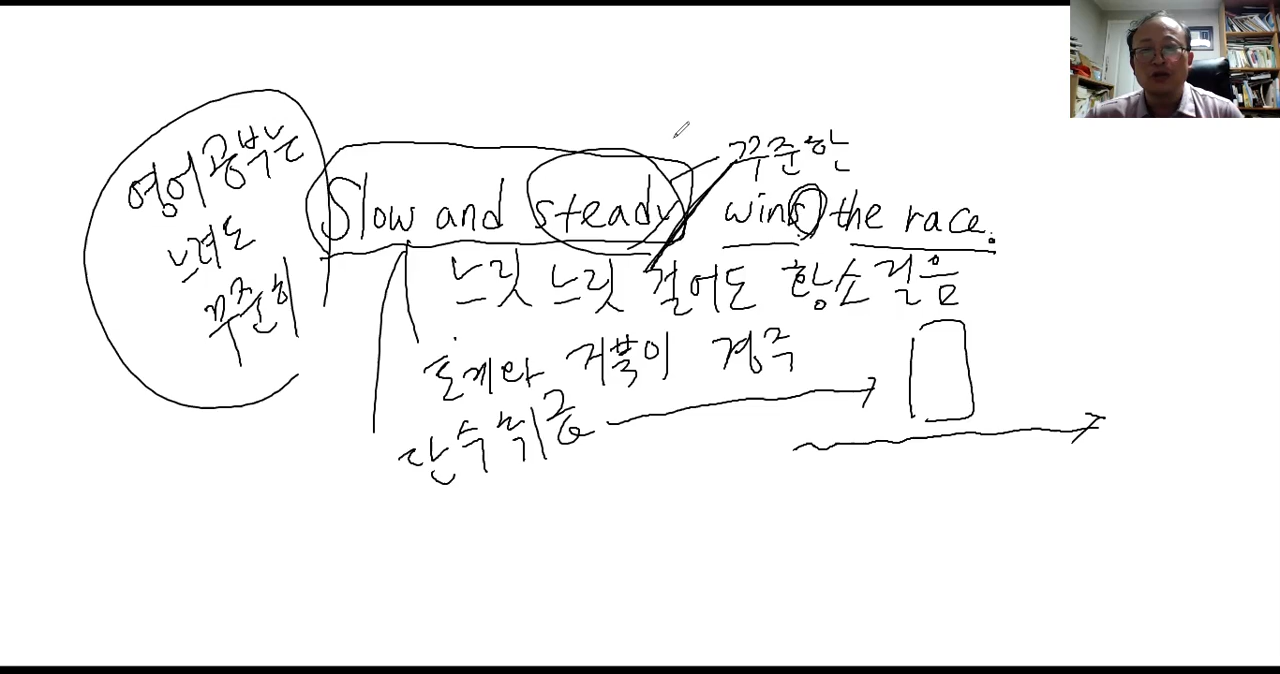 영어공부는
느려도
꾸준히
꾸준한
Slow and steady wins the race.
느릿느릿 걸어도 황소걸음
토계와 거북이 경주
단수취급